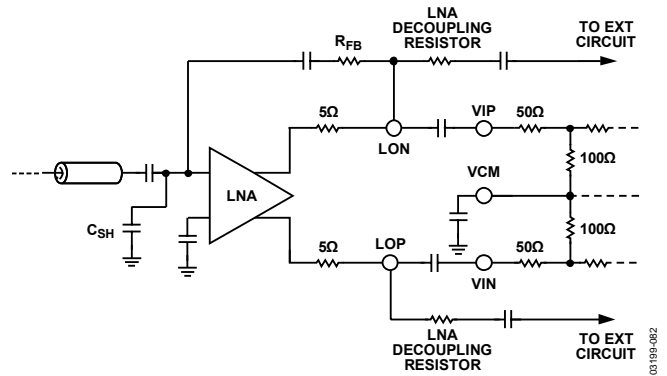 LNA
DECOUPLING
RESISTOR
TO EXT
CIRCUIT
RFB
5Ω
LON
VIP
50Ω
100Ω
VCM
LNA
CSH
100Ω
5Ω
LOP
VIN
50Ω
LNA
DECOUPLING
RESISTOR
TO EXT
CIRCUIT
03199-082